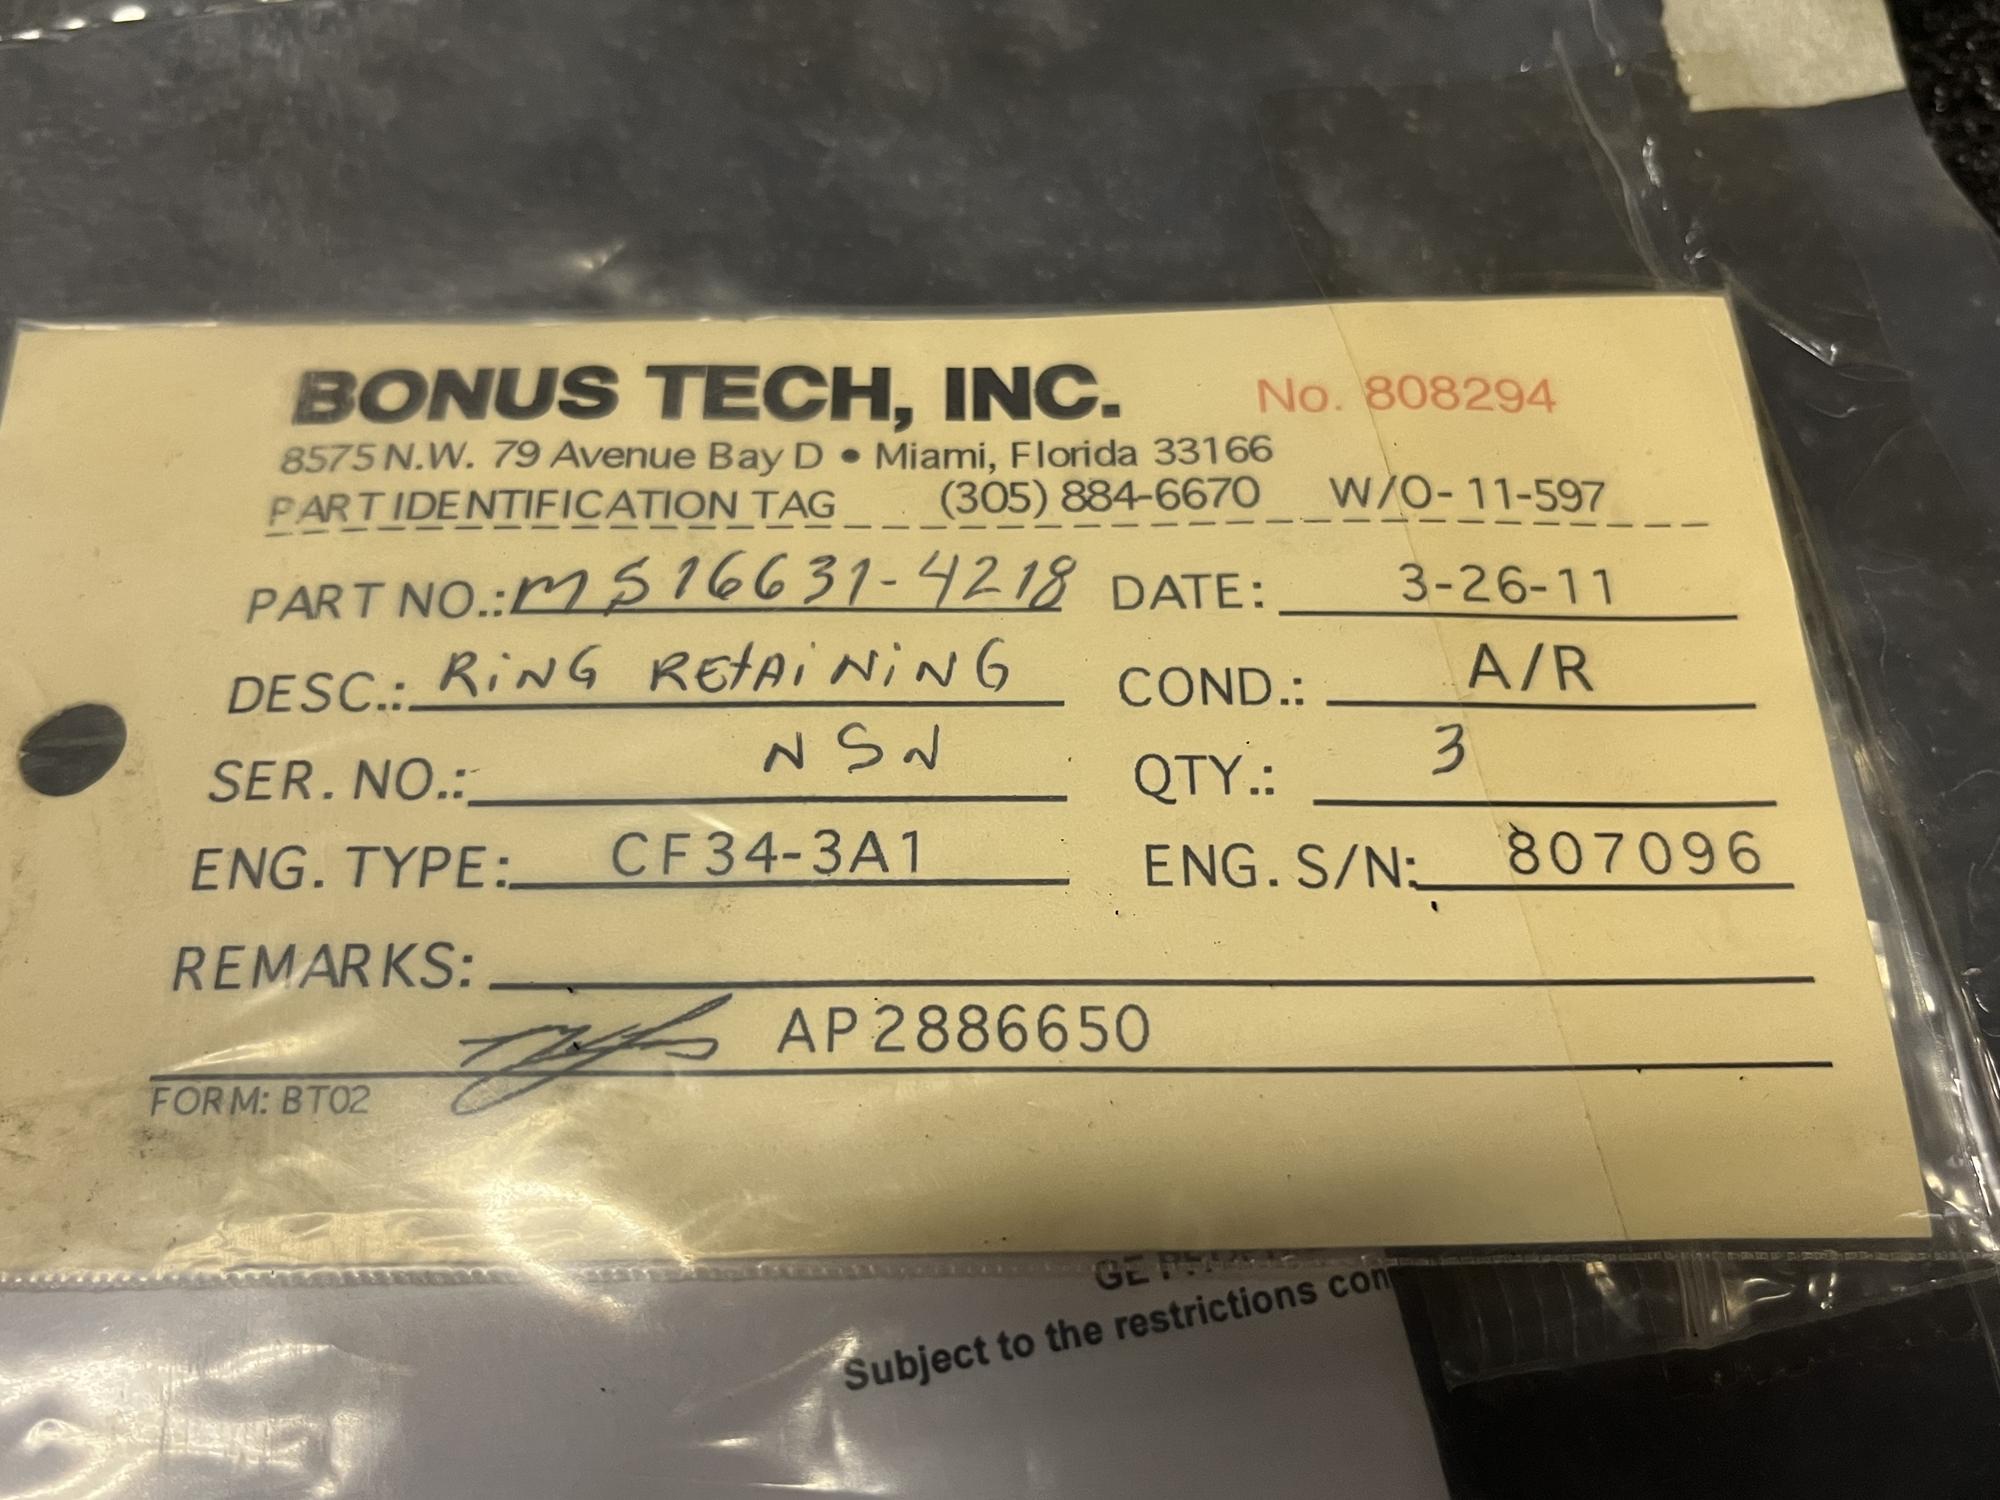 BONUS TECH, INC. No. 808294
8575 N.W. 79 Avenue Bay D • Miami, Florida 33166
PART IDENTIFICATION TAG (305) 884-6670 W/O- 11-597
PART NO.: MS16631-4218 DATE: 3-26-11
DESC.: RiNG REtAiNiNG COND.: A/R
SER. NO.: NSN QTY.: 3
ENG. TYPE: CF34-3A1 ENG. S/N: 807096
REMARKS:
AP2886650
FORM: BT02
GE
Subject to the restrictions con